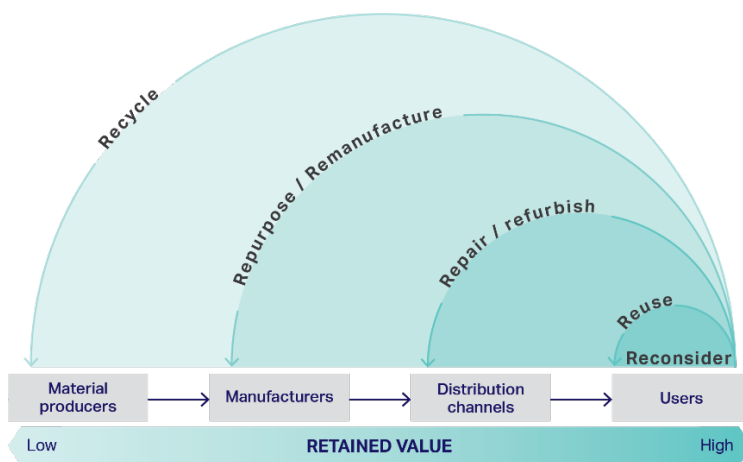 Recycle
Repurpose / Remanufacture
Repair / refurbish
Reuse
Reconsider
Material
producers
Manufacturers
Distribution
channels
Users
Low
RETAINED VALUE
High